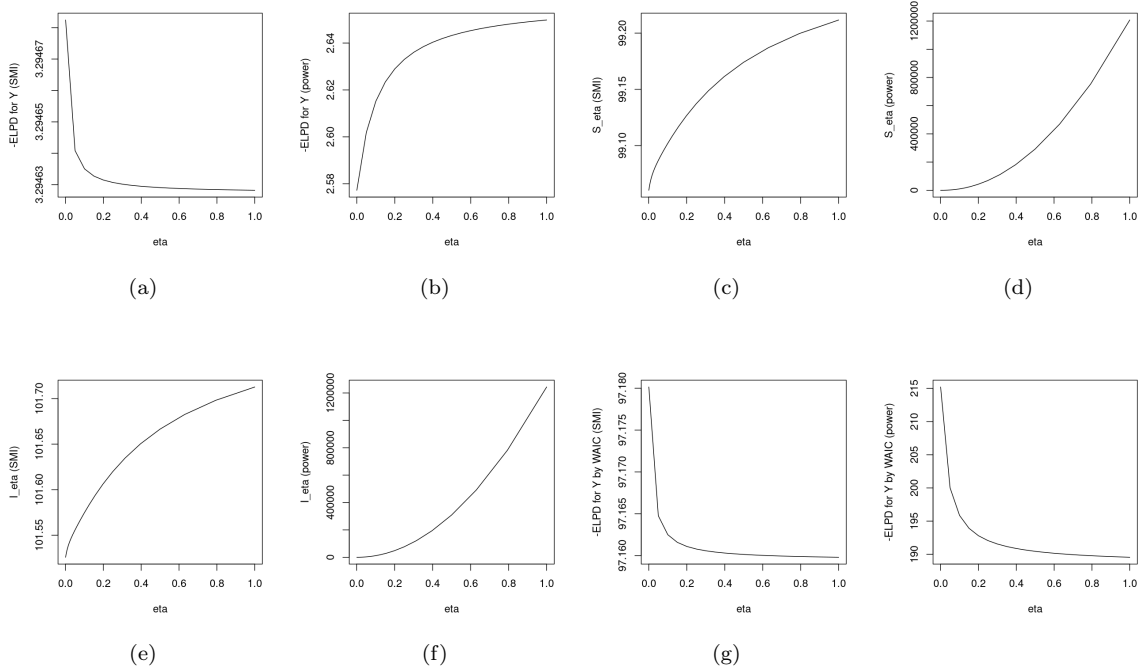 -ELPD for Y (SMI)
3.29463 3.29465 3.29467
0.0 0.2 0.4 0.6 0.8 1.0
eta
(a)
-ELPD for Y (power)
2.58 2.60 2.62 2.64
0.0 0.2 0.4 0.6 0.8 1.0
eta
(b)
S_eta (SMI)
99.10 99.15 99.20
0.0 0.2 0.4 0.6 0.8 1.0
eta
(c)
S_eta (power)
0 400000 800000 1200000
0.0 0.2 0.4 0.6 0.8 1.0
eta
(d)
I_eta (SMI)
101.55 101.60 101.65 101.70
0.0 0.2 0.4 0.6 0.8 1.0
eta
(e)
I_eta (power)
0 400000 800000 1200000
0.0 0.2 0.4 0.6 0.8 1.0
eta
(f)
-ELPD for Y by WAIC (SMI)
97.160 97.165 97.170 97.175 97.180
0.0 0.2 0.4 0.6 0.8 1.0
eta
(g)
-ELPD for Y by WAIC (power)
190 195 200 205 210 215
0.0 0.2 0.4 0.6 0.8 1.0
eta
(h)